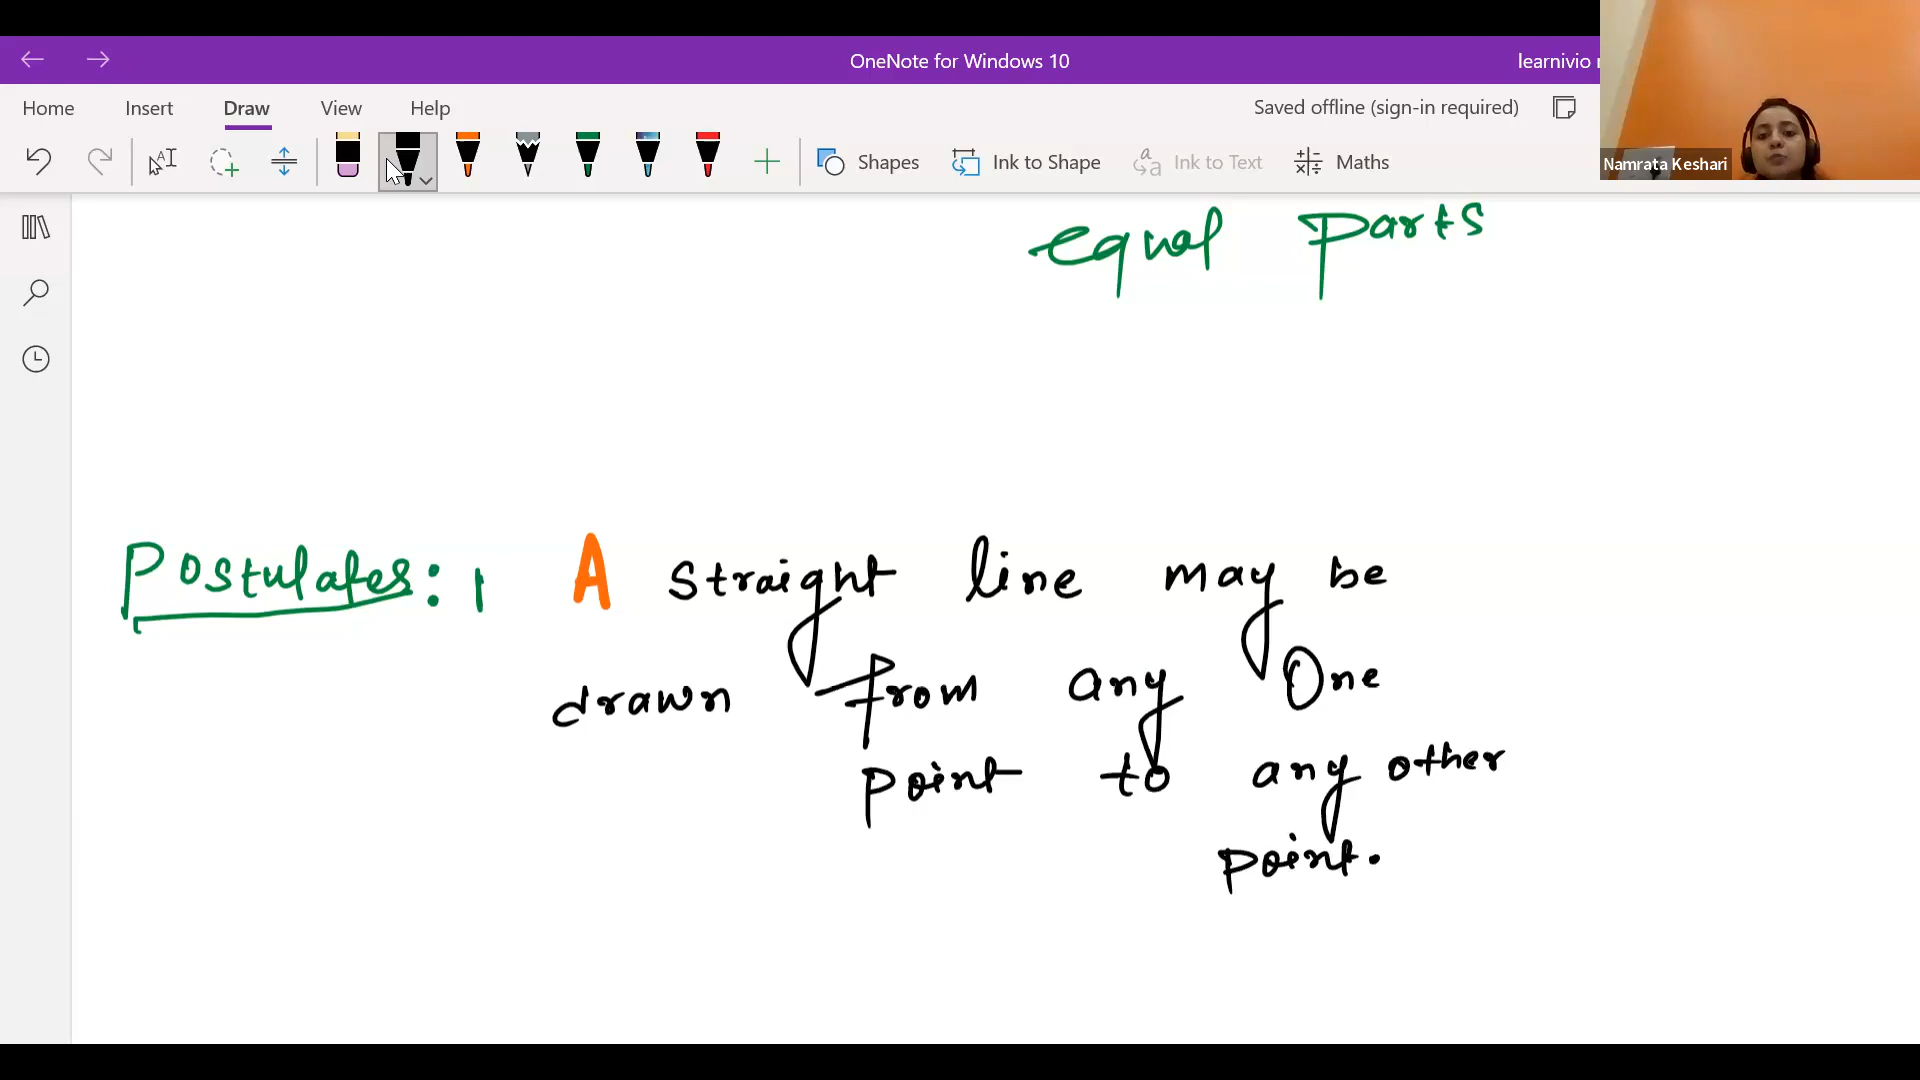 OneNote for Windows 10
learnivio
Home Insert Draw View Help
Saved offline (sign-in required)
Shapes Ink to Shape Ink to Text Maths
Namrata Keshari
equal parts
Postulates: 1 A straight line may be
drawn from any One
point to any other
point.